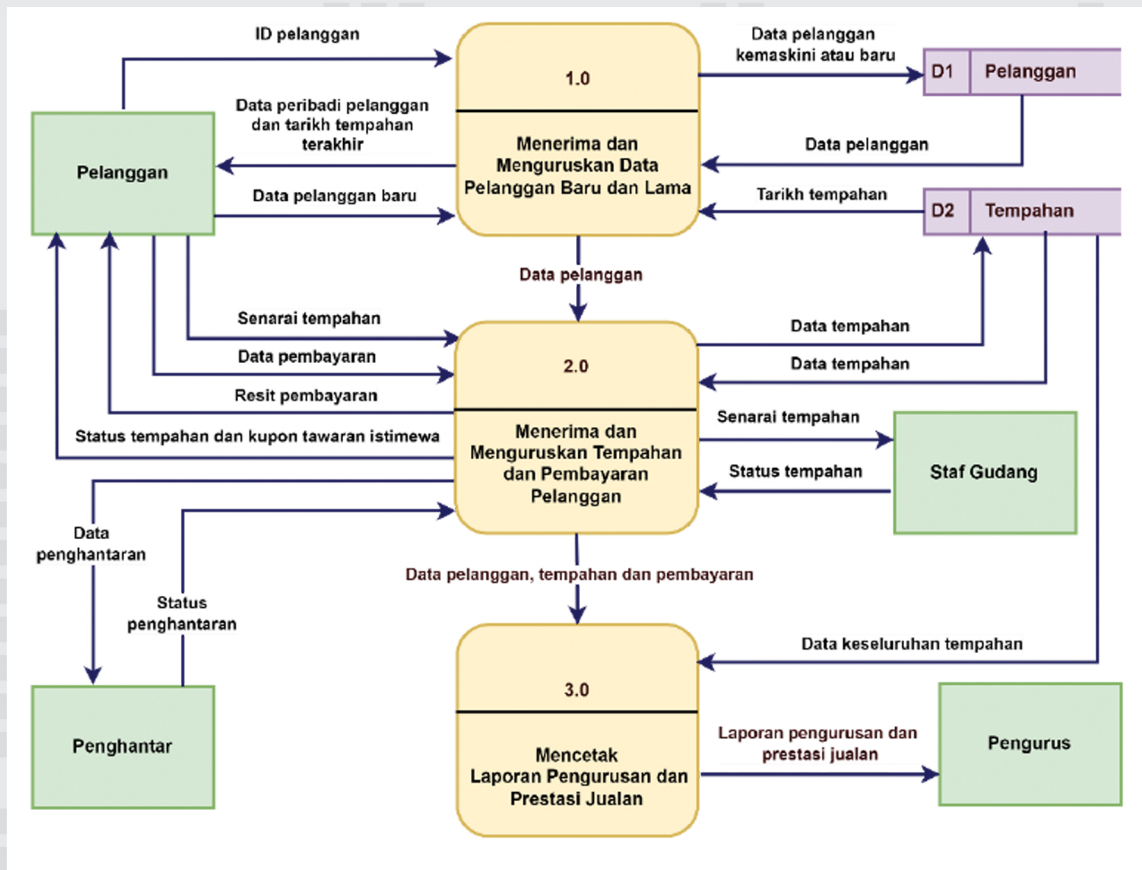 ID pelanggan
Data pelanggan
kemaskini atau baru
1.0
D1
Pelanggan
Data peribadi pelanggan
dan tarikh tempahan
terakhir
Menerima dan
Menguruskan Data
Pelanggan Baru dan Lama
Data pelanggan
Pelanggan
Data pelanggan baru
Tarikh tempahan
D2
Tempahan
Data pelanggan
Senarai tempahan
Data tempahan
Data pembayaran
2.0
Data tempahan
Resit pembayaran
Senarai tempahan
Status tempahan dan kupon tawaran istimewa
Menerima dan
Menguruskan Tempahan
dan Pembayaran
Pelanggan
Status tempahan
Staf Gudang
Data
penghantaran
Status
penghantaran
Data pelanggan, tempahan dan pembayaran
Data keseluruhan tempahan
3.0
Penghantar
Mencetak
Laporan Pengurusan dan
Prestasi Jualan
Laporan pengurusan dan
prestasi jualan
Pengurus